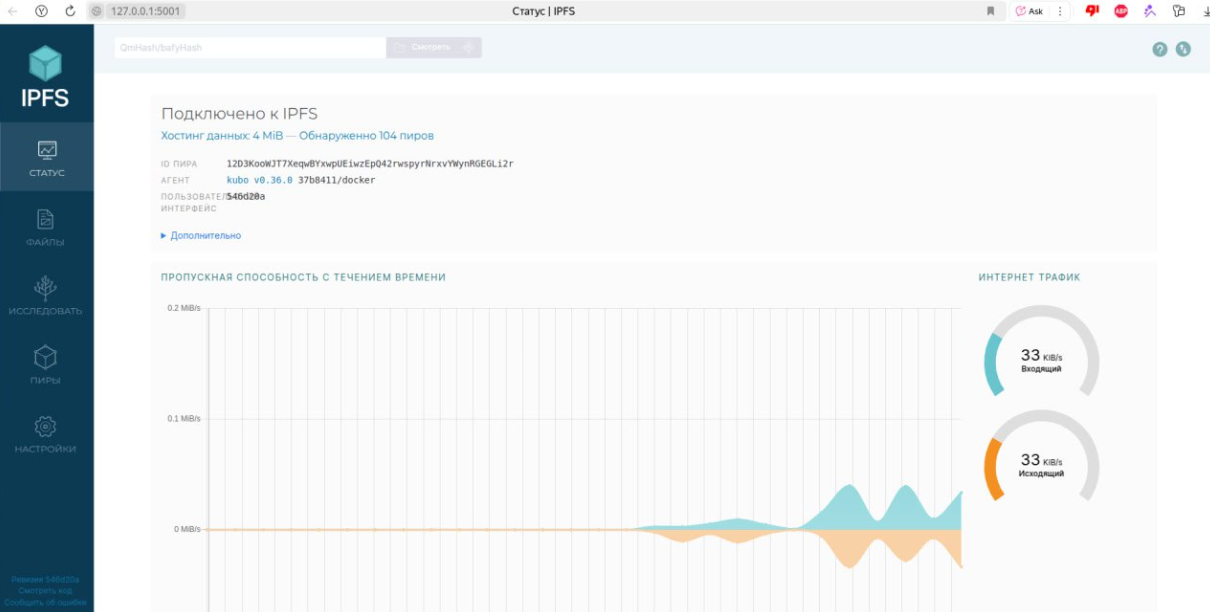 127.0.0.1:5001
Статус | IPFS
Ask
ABP
QmHash/bafyHash
Смотреть
IPFS
СТАТУС
ФАЙЛЫ
ИССЛЕДОВАТЬ
ПИРЫ
НАСТРОЙКИ
Ревизия 546d20a
Смотреть код
Сообщить об ошибке
Подключено к IPFS
Хостинг данных: 4 MiB — Обнаруженно 104 пиров
ID ПИРА 12D3KooWJT7XeqwBYxwpUEiwzEpQ42rwspyrNrxvYWynRGEGLi2r
АГЕНТ kubo v0.36.0 37b8411/docker
ПОЛЬЗОВАТЕЛ 546d20a
ИНТЕРФЕЙС
Дополнительно
ПРОПУСКНАЯ СПОСОБНОСТЬ С ТЕЧЕНИЕМ ВРЕМЕНИ
0.2 MiB/s
0.1 MiB/s
0 MiB/s
ИНТЕРНЕТ ТРАФИК
33 KiB/s
Входящий
33 KiB/s
Исходящий